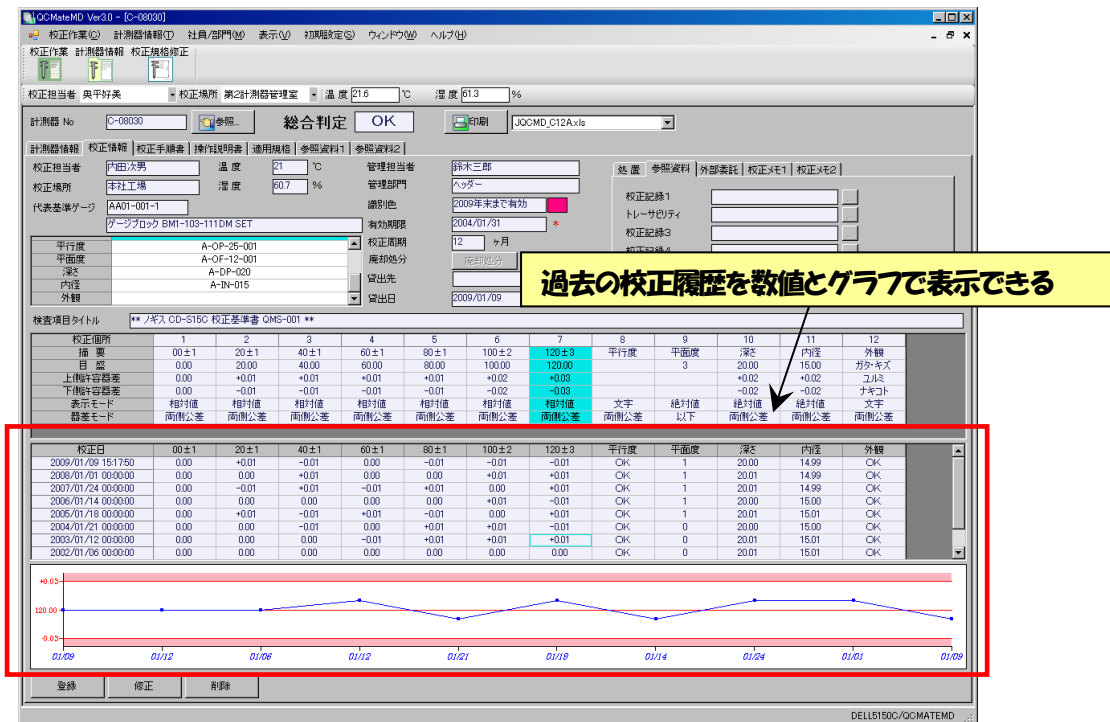 QCMateMD Ver3.0 - [C-08030]
校正作業(C) 計測器情報(T) 社員/部門(M) 表示(V) 初期設定(S) ウィンドウ(W) ヘルプ(H)
校正作業 計測器情報 校正規格修正
校正担当者 奥平好美 校正場所 第2計測器管理室 温 度 21.6 ℃ 湿 度 61.3 %
計測器 No C-08030 参照... 総合判定 OK 印刷 JQCMD_C12A.xls
計測器情報 校正情報 校正手順書 操作説明書 適用規格 参照資料1 参照資料2
校正担当者 内田次男 温 度 21 ℃ 管理担当者 鈴木三郎 処 置 参照資料 外部委託 校正メモ1 校正メモ2
校正場所 本社工場 湿 度 60.7 % 管理部門 ヘッダー
校正記録1 ...
代表基準ゲージ AA01-001-1 識別色 2009年末まで有効
トレーサビリティ ...
ゲージブロック BM1-103-111DM SET 有効期限 2004/01/31 *
校正記録3 ...
平行度 A-OP-25-001 校正周期 12 ヶ月
校正記録4
平面度 A-OF-12-001 廃却処分 廃却処分
深さ A-DP-020
内径 A-IN-015 貸出先
外観 貸出日 2009/01/09
過去の校正履歴を数値とグラフで表示できる
検査項目タイトル ** ノギス CD-S15C 校正基準書 QMS-001 **
校正個所 1 2 3 4 5 6 7 8 9 10 11 12
摘 要 00±1 20±1 40±1 60±1 80±1 100±2 120±3 平行度 平面度 深さ 内径 外観
目 盛 0.00 20.00 40.00 60.00 80.00 100.00 120.00 3 20.00 15.00 ガタ・キズ
上側許容器差 0.00 +0.01 +0.01 +0.01 +0.01 +0.02 +0.03 +0.02 +0.02 ユルミ
下側許容器差 0.00 -0.01 -0.01 -0.01 -0.01 -0.02 -0.03 -0.02 -0.02 ナキコト
表示モード 相対値 相対値 相対値 相対値 相対値 相対値 相対値 文字 絶対値 絶対値 絶対値 文字
器差モード 両側公差 両側公差 両側公差 両側公差 両側公差 両側公差 両側公差 両側公差 以下 両側公差 両側公差 両側公差
校正日 00±1 20±1 40±1 60±1 80±1 100±2 120±3 平行度 平面度 深さ 内径 外観
2009/01/09 15:17:50 0.00 +0.01 -0.01 0.00 -0.01 -0.01 -0.01 OK 1 20.00 14.99 OK
2008/01/01 00:00:00 0.00 0.00 +0.01 0.00 -0.01 +0.01 +0.01 OK 1 20.01 14.99 OK
2007/01/24 00:00:00 0.00 -0.01 +0.01 -0.01 +0.01 0.00 +0.01 OK 1 20.01 14.99 OK
2006/01/14 00:00:00 0.00 0.00 0.00 0.00 0.00 +0.01 -0.01 OK 1 20.00 15.00 OK
2005/01/18 00:00:00 0.00 +0.01 -0.01 +0.01 -0.01 0.00 +0.01 OK 1 20.01 15.01 OK
2004/01/21 00:00:00 0.00 0.00 -0.01 0.00 +0.01 +0.01 -0.01 OK 0 20.00 15.00 OK
2003/01/12 00:00:00 0.00 0.00 0.00 -0.01 +0.01 +0.01 +0.01 OK 0 20.01 15.01 OK
2002/01/06 00:00:00 0.00 0.00 0.00 0.00 0.00 0.00 0.00 OK 0 20.01 15.01 OK
+0.03
120.00
-0.03
01/09 01/12 01/06 01/12 01/21 01/18 01/14 01/24 01/01 01/09
登録 修正 削除
DELL5150C/QCMATEMD